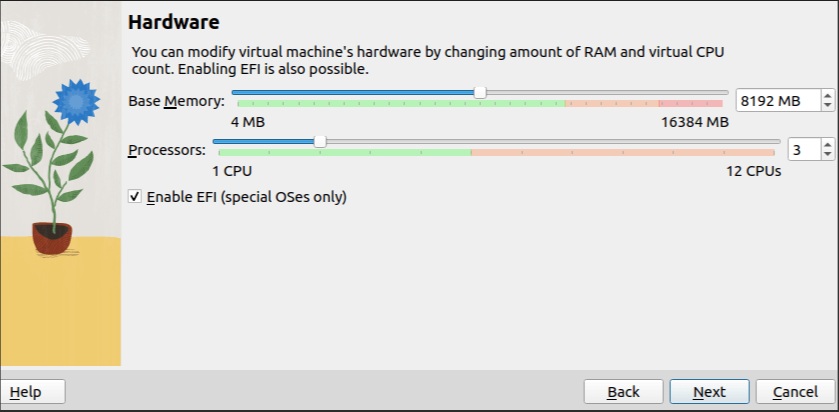 Hardware
You can modify virtual machine's hardware by changing amount of RAM and virtual CPU
count. Enabling EFI is also possible.
Base Memory: 8192 MB
4 MB 16384 MB
Processors: 3
1 CPU 12 CPUs
Enable EFI (special OSes only)
Help Back Next Cancel